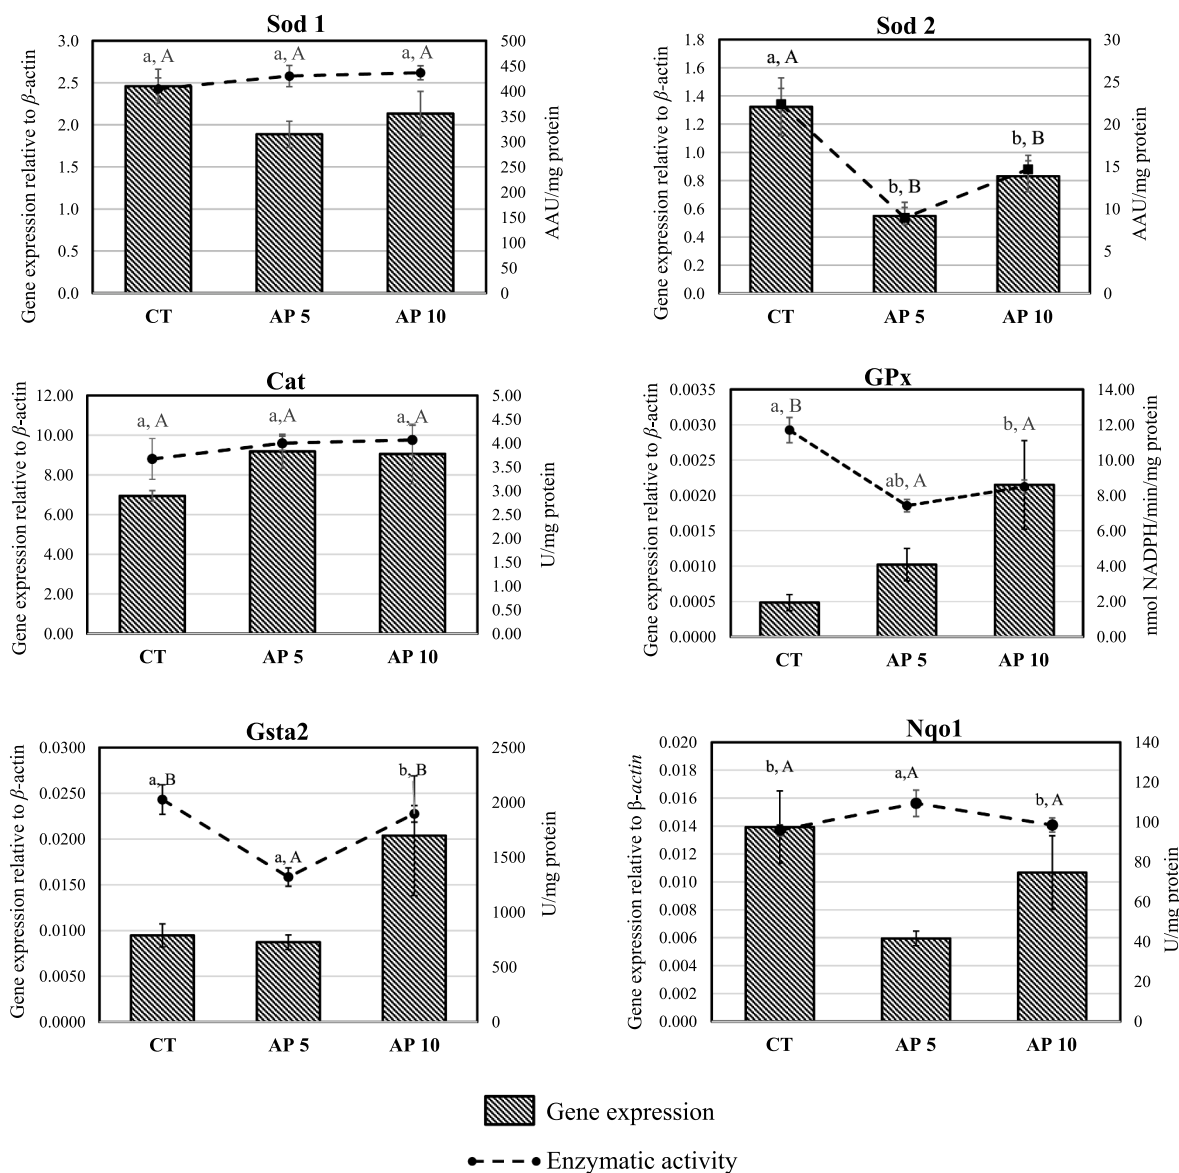 Sod 1
Gene expression relative to β-actin
3.0
2.5
2.0
1.5
1.0
0.5
0.0
a, A
a, A
a, A
500
450
400
350
300
250
200
150
100
50
0
AAU/mg protein
CT AP 5 AP 10
Sod 2
Gene expression relative to β-actin
1.8
1.6
1.4
1.2
1.0
0.8
0.6
0.4
0.2
0.0
a, A
b, B
b, B
30
25
20
15
10
5
0
AAU/mg protein
CT AP 5 AP 10
Cat
Gene expression relative to β-actin
12.00
10.00
8.00
6.00
4.00
2.00
0.00
a, A
a,A
a, A
5.00
4.50
4.00
3.50
3.00
2.50
2.00
1.50
1.00
0.50
0.00
U/mg protein
CT AP 5 AP 10
GPx
Gene expression relative to β-actin
0.0035
0.0030
0.0025
0.0020
0.0015
0.0010
0.0005
0.0000
a, B
ab, A
b, A
14.00
12.00
10.00
8.00
6.00
4.00
2.00
0.00
nmol NADPH/min/mg protein
CT AP 5 AP 10
Gsta2
Gene expression relative to β-actin
0.0300
0.0250
0.0200
0.0150
0.0100
0.0050
0.0000
a, B
a, A
b, B
2500
2000
1500
1000
500
0
U/mg protein
CT AP 5 AP 10
Nqo1
Gene expression relative to β-actin
0.020
0.018
0.016
0.014
0.012
0.010
0.008
0.006
0.004
0.002
0.000
b, A
a,A
b, A
140
120
100
80
60
40
20
0
U/mg protein
CT AP 5 AP 10
Gene expression
Enzymatic activity